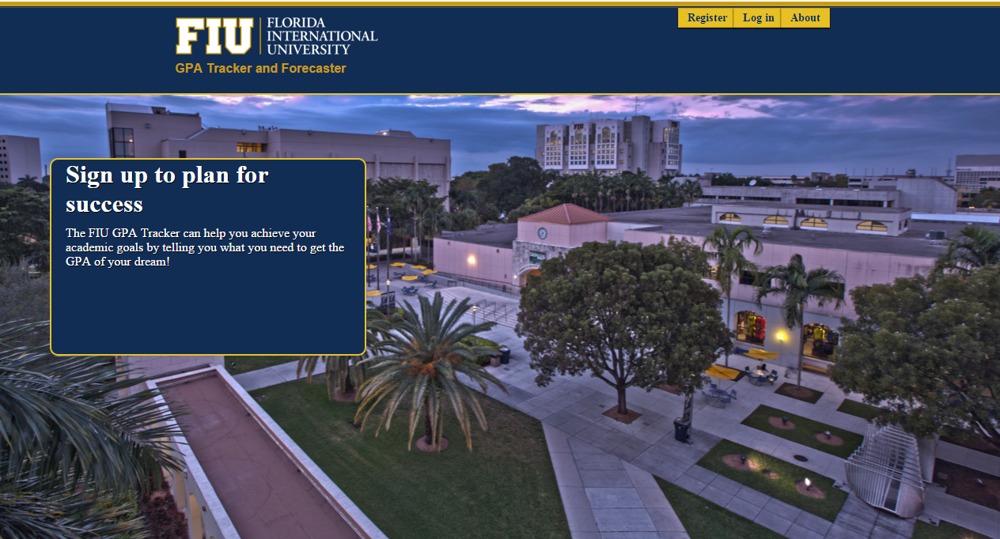 FIU
FLORIDA
INTERNATIONAL
UNIVERSITY
GPA Tracker and Forecaster
Register Log in About
Sign up to plan for
success
The FIU GPA Tracker can help you achieve your
academic goals by telling you what you need to get the
GPA of your dream!